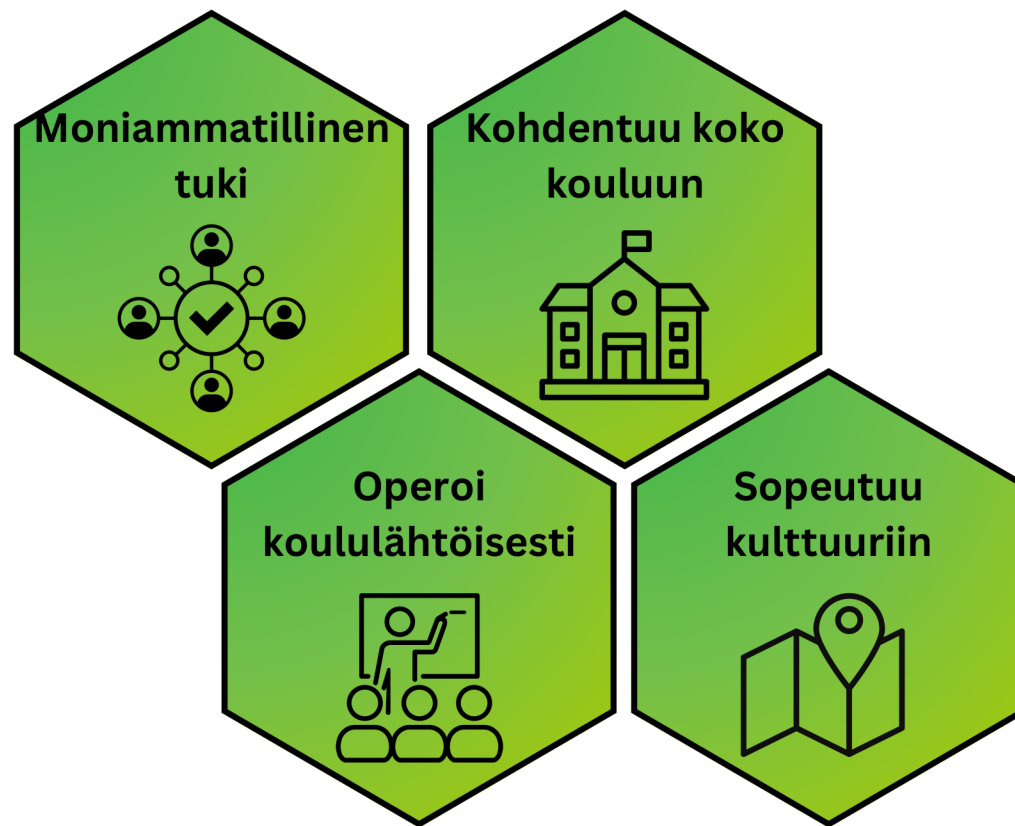 Moniammatillinen
tuki
Kohdentuu koko
kouluun
Operoi
koululähtöisesti
Sopeutuu
kulttuuriin